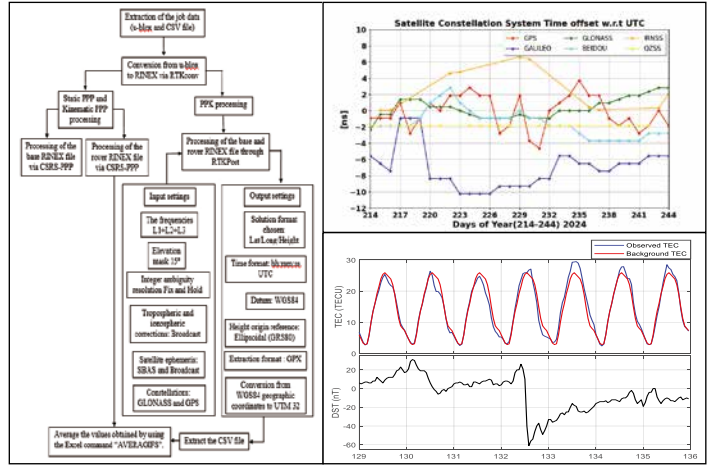 Extraction of the job data
(u-blox and CSV file)
Conversion from u-blox
to RINEX via RTKconv
Static PPP and
Kinematic PPP
processing
PPK processing
Processing of the
base RINEX file
via CSRS-PPP
Processing of the
rover RINEX file
via CSRS-PPP
Processing of the base and
rover RINEX file through
RTKPost
Input settings
The frequencies
L1+L2+L5
Elevation
mask 15°
Integer ambiguity
resolution Fix and Hold
Tropospheric and
ionospheric
corrections: Broadcast
Satellite ephemeris:
SBAS and Broadcast
Constellations:
GLONASS and GPS
Output settings
Solution format
chosen:
Lat/Long/Height
Time format: hh:mm:ss
UTC
Datum: WGS84
Height origin reference:
Ellipsoidal (GRS80)
Extraction format : GPX
Conversion from
WGS84 geographic
coordinates to UTM 32
Extract the CSV file
Average the values obtained by using
the Excel command "AVERAGIFS".
Satellite Constellation System Time offset w.r.t UTC
GPS
GLONASS
IRNSS
GALILEO
BEIDOU
QZSS
[ns]
10
8
6
4
2
0
−2
−4
−6
−8
−10
−12
214 217 220 223 226 229 232 235 238 241 244
Days of Year(214-244) 2024
Observed TEC
Background TEC
TEC (TECU)
30
20
10
0
DST (nT)
20
0
-20
-40
-60
129 130 131 132 133 134 135 136